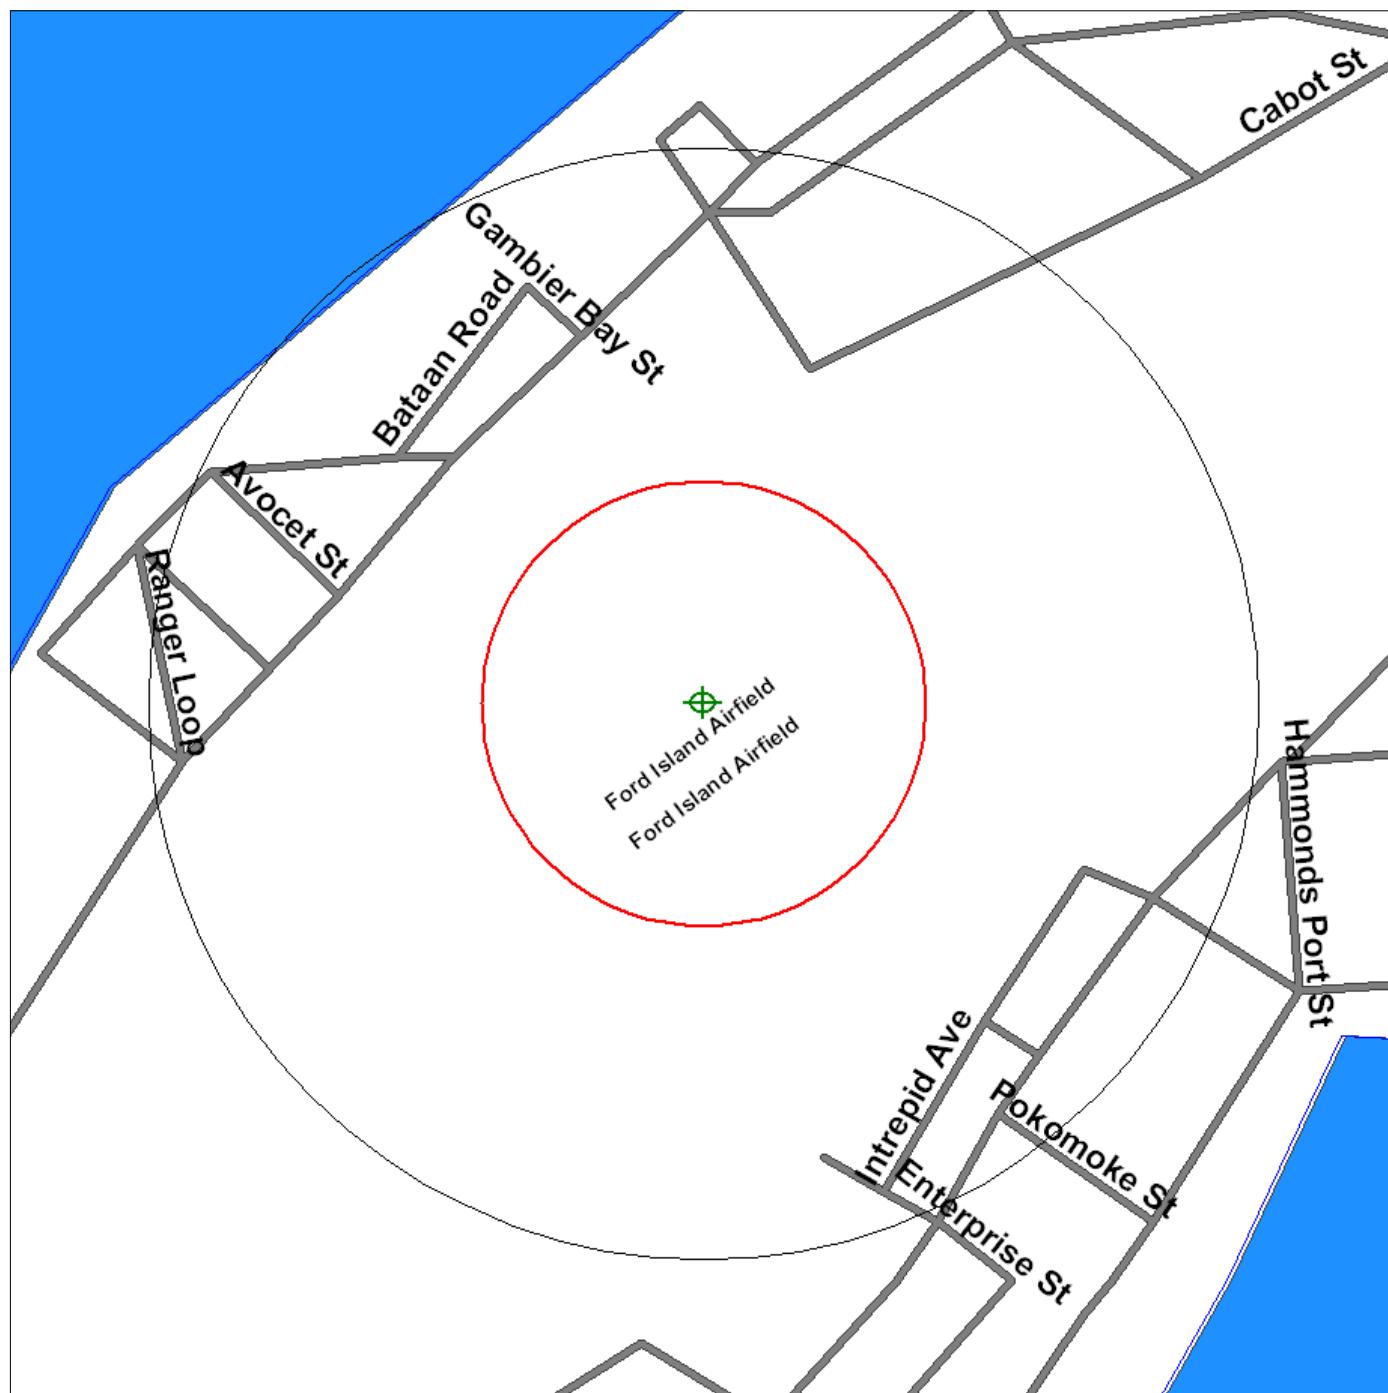 Cabot St
Gambier Bay St
Bataan Road
Avocet St
Ranger Loop
Ford Island Airfield
Ford Island Airfield
Hammonds Port St
Intrepid Ave
Pokomoke St
Enterprise St